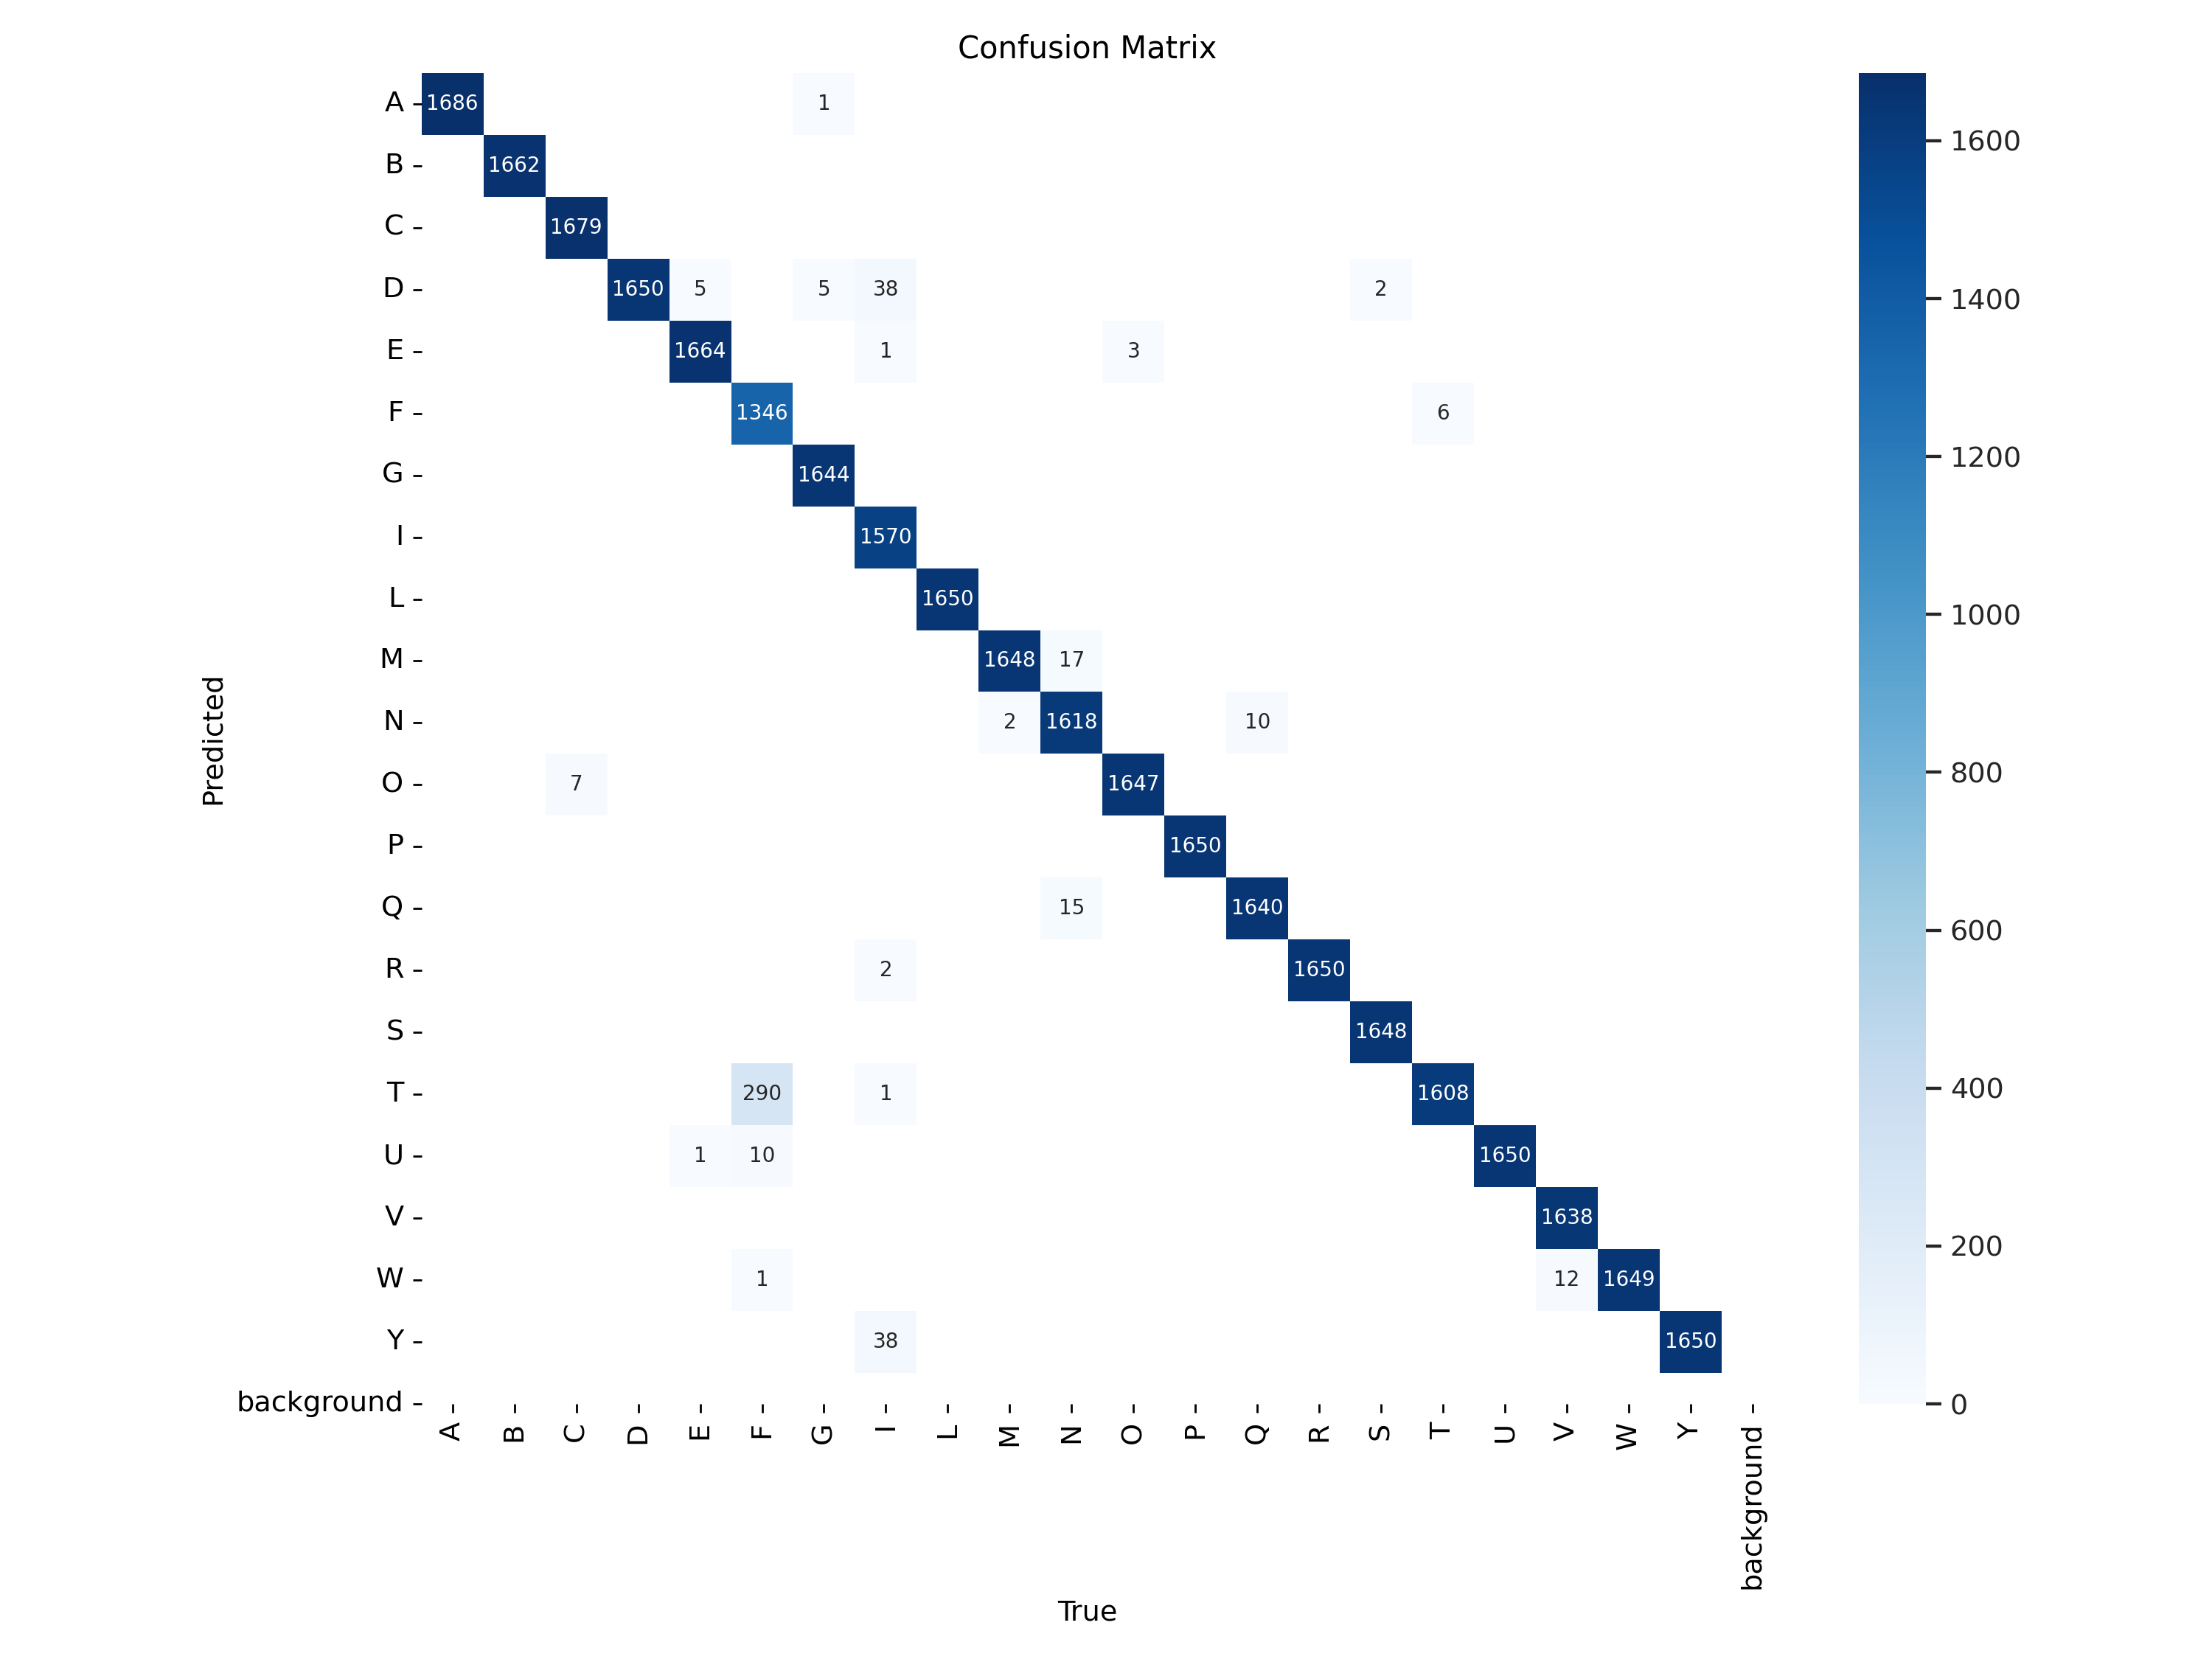 Confusion Matrix
A 1686 1
B 1662
C 1679
D 1650 5 5 38 2
E 1664 1 3
F 1346 6
G 1644
I 1570
L 1650
M 1648 17
N 2 1618 10
O 7 1647
P 1650
Q 15 1640
R 2 1650
S 1648
T 290 1 1608
U 1 10 1650
V 1638
W 1 12 1649
Y 38 1650
background
A B C D E F G I L M N O P Q R S T U V W Y background
Predicted
True
1600
1400
1200
1000
800
600
400
200
0